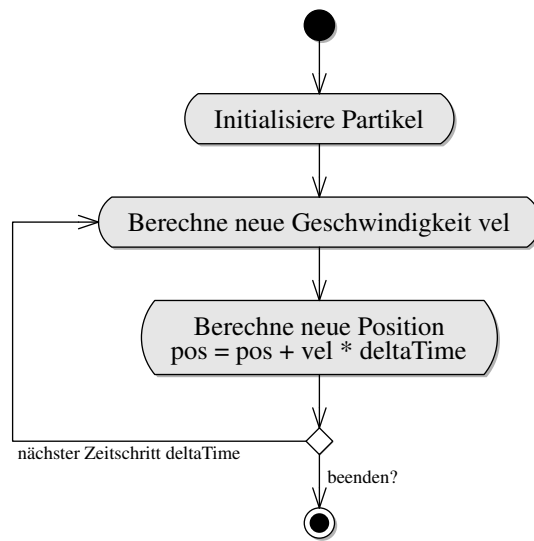 Initialisiere Partikel
Berechne neue Geschwindigkeit vel
Berechne neue Position
pos = pos + vel * deltaTime
nächster Zeitschritt deltaTime
beenden?